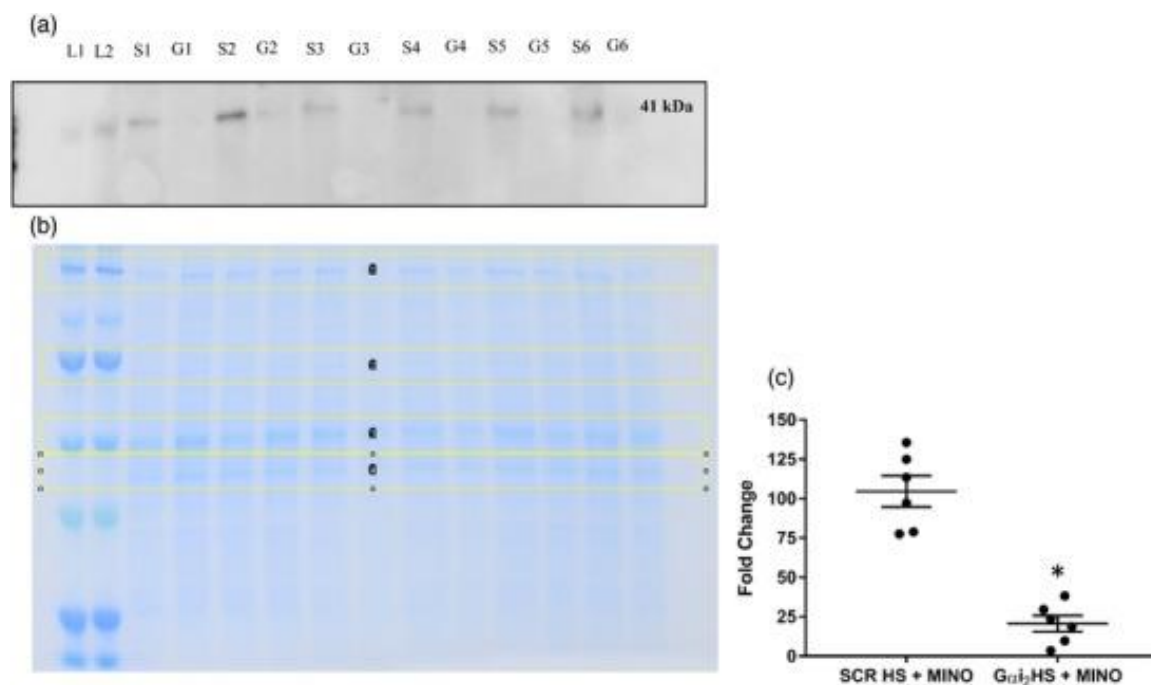 (a)
L1 L2 S1 G1 S2 G2 S3 G3 S4 G4 S5 G5 S6 G6
41 kDa
(b)
(c)
150
125
100
75
50
25
0
Fold Change
*
SCR HS + MINO Gαi₂HS + MINO